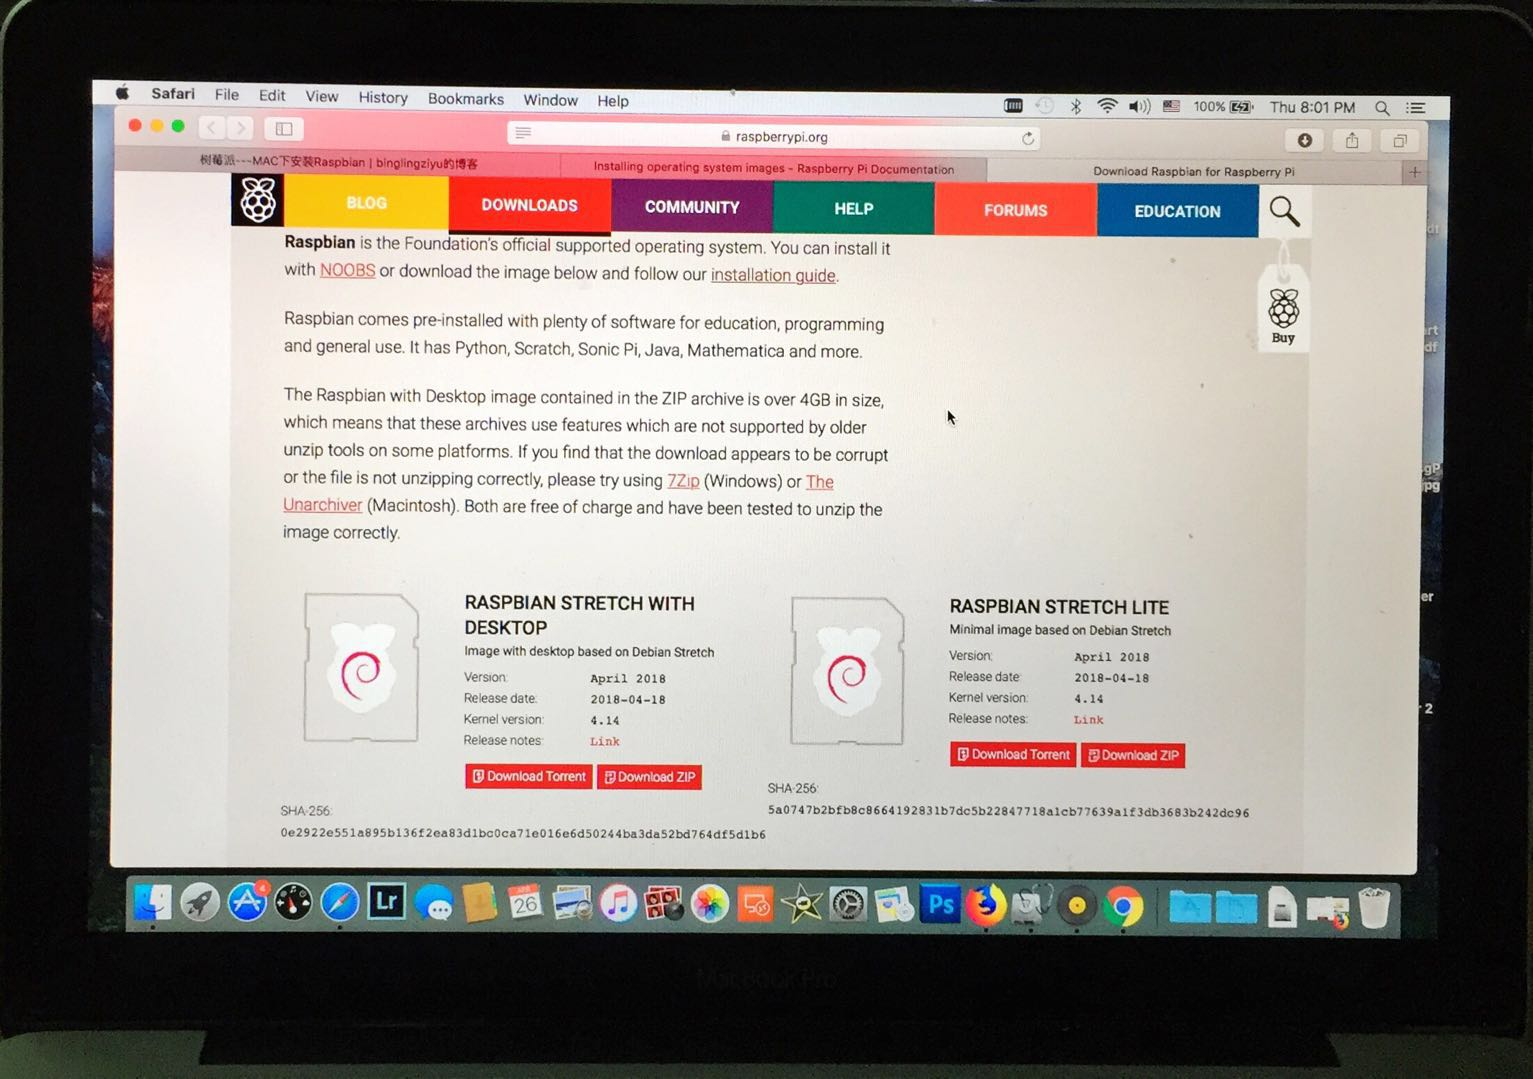 Safari File Edit View History Bookmarks Window Help 100% Thu 8:01 PM
raspberrypi.org
树莓派---MAC下安装Raspbian | binglingziyu的博客 Installing operating system images - Raspberry Pi Documentation Download Raspbian for Raspberry Pi
BLOG DOWNLOADS COMMUNITY HELP FORUMS EDUCATION
Raspbian is the Foundation's official supported operating system. You can install it
with NOOBS or download the image below and follow our installation guide.
Buy
Raspbian comes pre-installed with plenty of software for education, programming
and general use. It has Python, Scratch, Sonic Pi, Java, Mathematica and more.
The Raspbian with Desktop image contained in the ZIP archive is over 4GB in size,
which means that these archives use features which are not supported by older
unzip tools on some platforms. If you find that the download appears to be corrupt
or the file is not unzipping correctly, please try using 7Zip (Windows) or The
Unarchiver (Macintosh). Both are free of charge and have been tested to unzip the
image correctly.
RASPBIAN STRETCH WITH
DESKTOP
Image with desktop based on Debian Stretch
Version: April 2018
Release date: 2018-04-18
Kernel version: 4.14
Release notes: Link
Download Torrent Download ZIP
SHA-256:
0e2922e551a895b136f2ea83d1bc0ca71e016e6d50244ba3da52bd764df5d1b6
RASPBIAN STRETCH LITE
Minimal image based on Debian Stretch
Version: April 2018
Release date: 2018-04-18
Kernel version: 4.14
Release notes: Link
Download Torrent Download ZIP
SHA-256:
5a0747b2bfb8c8664192831b7dc5b22847718a1cb77639a1f3db3683b242dc96
4
Lr
APR
26
Ps
MacBook Pro